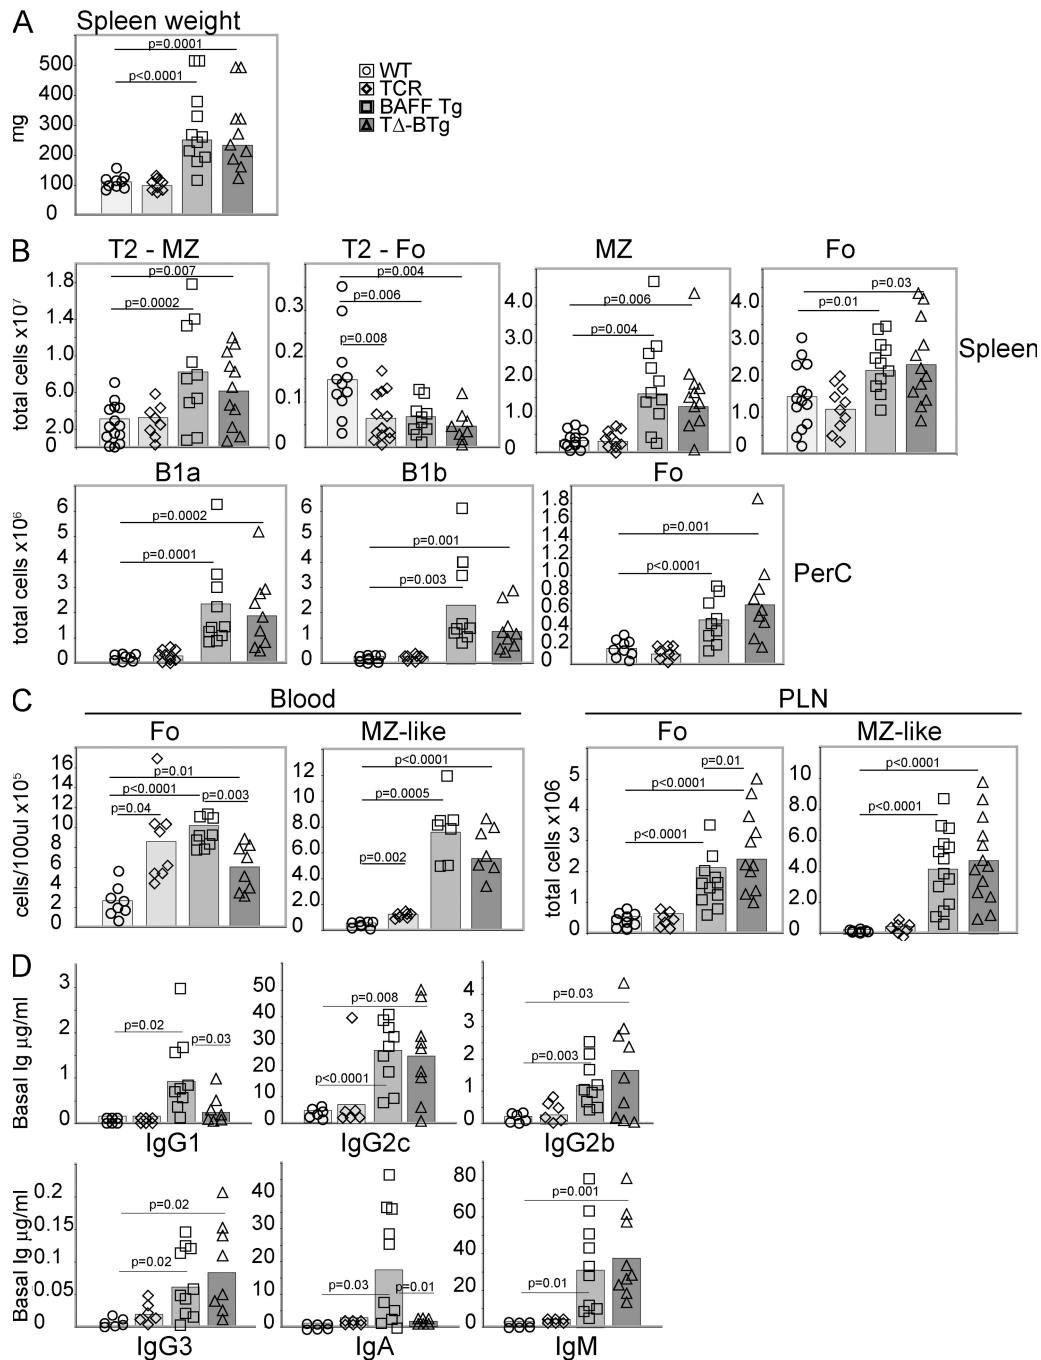 A
Spleen weight
p=0.0001
p<0.0001
500
400
300
200
100
0
mg
WT
TCR
BAFF Tg
TΔ-BTg
B
T2 - MZ
p=0.007
p=0.0002
1.8
1.4
1.0
6.0
2.0
0
total cells x10⁷
T2 - Fo
p=0.004
p=0.006
p=0.008
0.3
0.2
0.1
0
MZ
p=0.006
p=0.004
4.0
3.0
2.0
1.0
0
Fo
p=0.03
p=0.01
4.0
3.0
2.0
1.0
0
Spleen
B1a
p=0.0002
p=0.0001
6
5
4
3
2
1
0
total cells x10⁶
B1b
p=0.001
p=0.003
6
5
4
3
2
1
0
Fo
p=0.001
p<0.0001
1.8
1.6
1.4
1.2
1.0
0.8
0.6
0.4
0.2
0
PerC
C
Blood
PLN
Fo
p=0.01
p<0.0001
p=0.003
p=0.04
16
14
12
10
8
6
4
2
0
cells/100ul x10⁵
MZ-like
p<0.0001
p=0.0005
p=0.002
12
10
8.0
6.0
4.0
2.0
0
Fo
p=0.01
p<0.0001
p<0.0001
5
4
3
2
1
0
total cells x106
MZ-like
p<0.0001
p<0.0001
10
8.0
6.0
4.0
2.0
0
D
3
2
1
0
Basal Ig µg/ml
p=0.02
p=0.03
IgG1
50
40
30
20
10
0
p=0.008
p<0.0001
IgG2c
4
3
2
1
0
p=0.03
p=0.003
IgG2b
0.2
0.15
0.1
0.05
0
Basal Ig µg/ml
p=0.02
p=0.02
IgG3
40
30
20
10
0
p=0.03
p=0.01
IgA
80
60
40
20
0
p=0.001
p=0.01
IgM